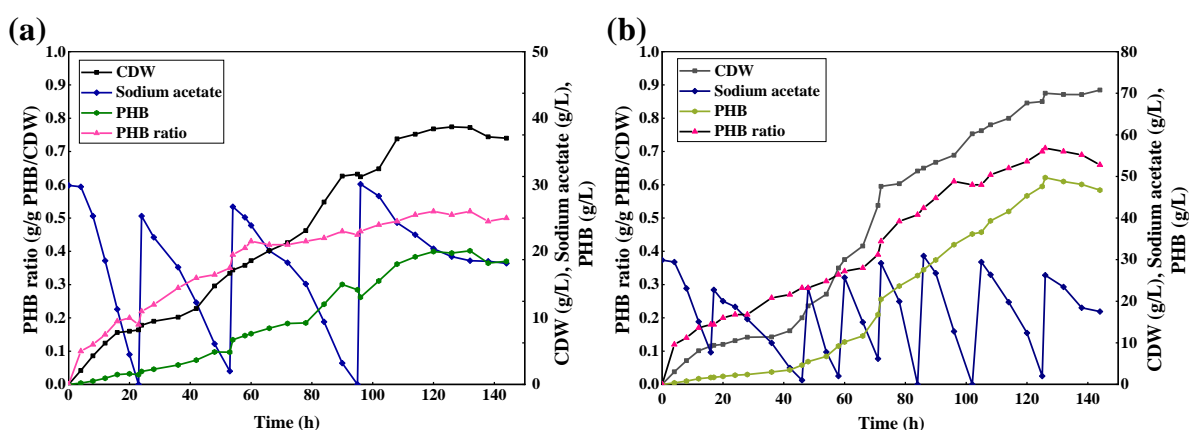 (a)
PHB ratio (g/g PHB/CDW)
1.0
0.9
0.8
0.7
0.6
0.5
0.4
0.3
0.2
0.1
0.0
CDW
Sodium acetate
PHB
PHB ratio
50
40
30
20
10
0
CDW (g/L), Sodium acetate (g/L),
PHB (g/L)
0 20 40 60 80 100 120 140
Time (h)
(b)
PHB ratio (g/g PHB/CDW)
1.0
0.9
0.8
0.7
0.6
0.5
0.4
0.3
0.2
0.1
0.0
CDW
Sodium acetate
PHB
PHB ratio
80
70
60
50
40
30
20
10
0
CDW (g/L), Sodium acetate (g/L),
PHB (g/L)
0 20 40 60 80 100 120 140
Time (h)